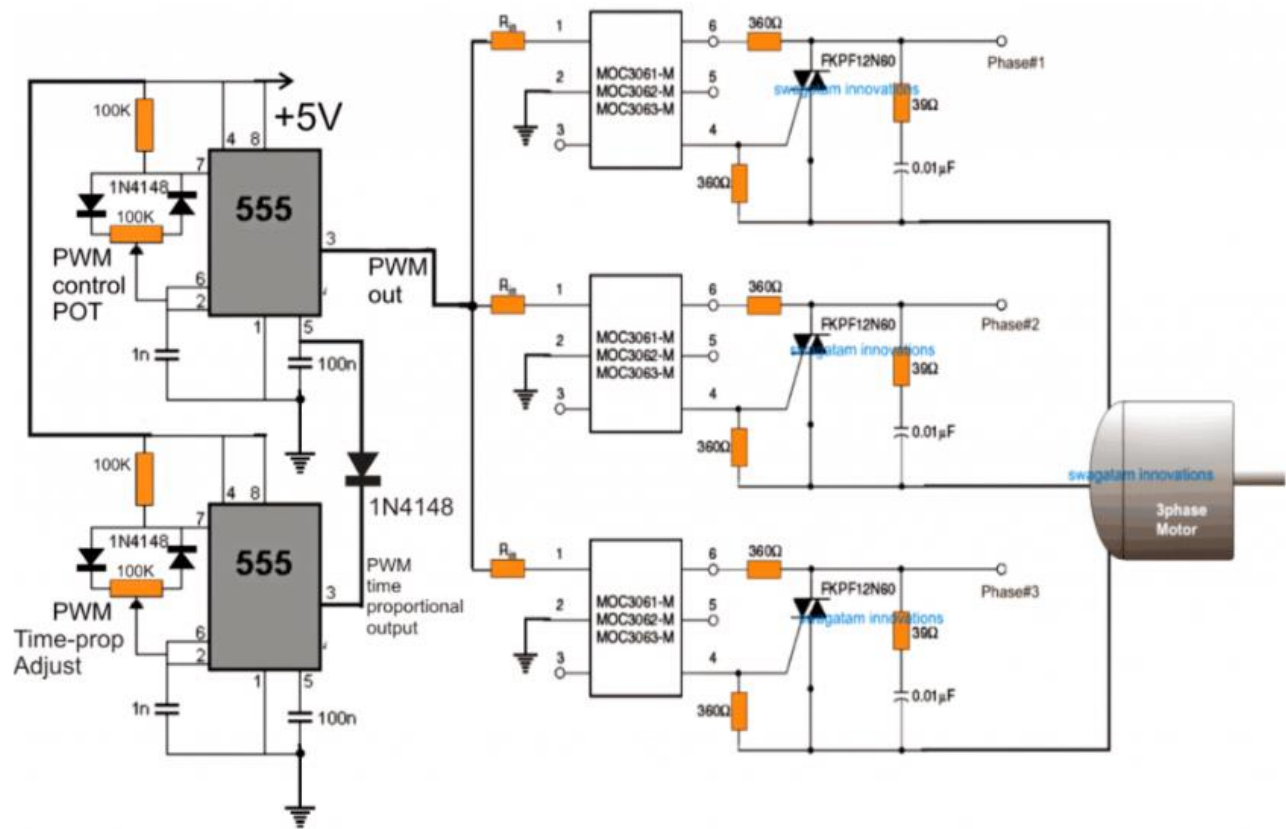 100K
+5V
4 8
7
1N4148
100K
555
3
PWM
control
POT
6
2
PWM
out
1 5
1n
100n
100K
4 8
7
1N4148
100K
555
3
1N4148
PWM
time
proportional
output
PWM
Time-prop
Adjust
6
2
1 5
1n
100n
Rin
1
2
3
MOC3061-M
MOC3062-M
MOC3063-M
6
5
4
360Ω
FKPF12N60
swagatam innovations
Phase#1
39Ω
0.01μF
360Ω
Rin
1
2
3
MOC3061-M
MOC3062-M
MOC3063-M
6
5
4
360Ω
FKPF12N60
swagatam innovations
Phase#2
39Ω
0.01μF
360Ω
Rin
1
2
3
MOC3061-M
MOC3062-M
MOC3063-M
6
5
4
360Ω
FKPF12N60
swagatam innovations
Phase#3
39Ω
0.01μF
360Ω
swagatam innovations
3phase
Motor